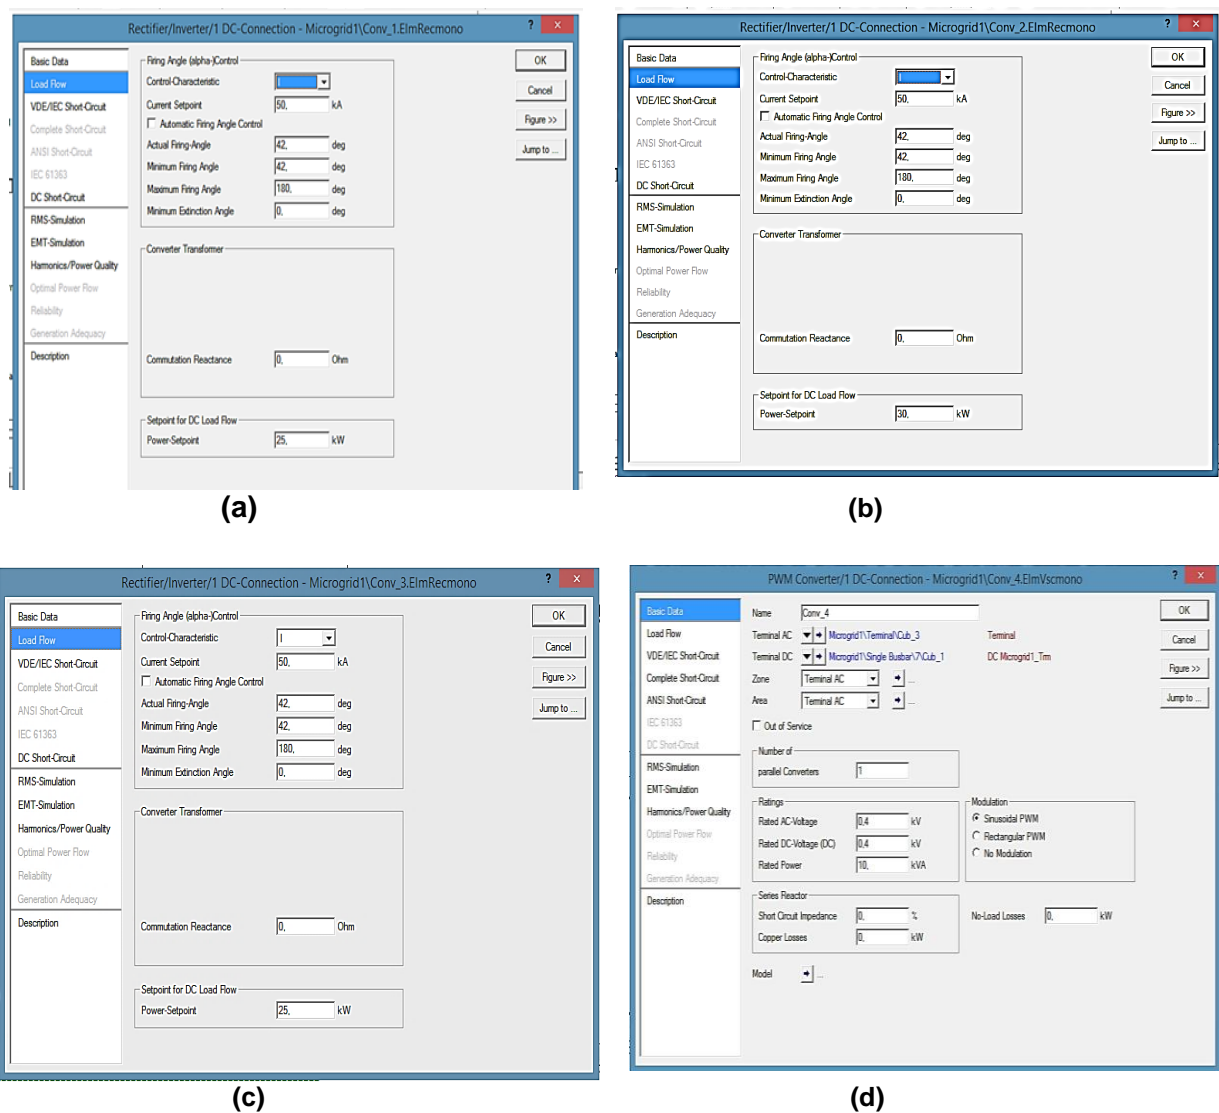 Rectifier/Inverter/1 DC-Connection - Microgrid1\Conv_1.ElmRecmono ? x
Basic Data
Load Flow
VDE/IEC Short-Circuit
Complete Short-Circuit
ANSI Short-Circuit
IEC 61363
DC Short-Circuit
RMS-Simulation
EMT-Simulation
Harmonics/Power Quality
Optimal Power Flow
Reliability
Generation Adequacy
Description
Firing Angle (alpha-)Control
Control-Characteristic I
Current Setpoint 50, kA
Automatic Firing Angle Control
Actual Firing-Angle 42, deg
Minimum Firing Angle 42, deg
Maximum Firing Angle 180, deg
Minimum Extinction Angle 0, deg
Converter Transformer
Commutation Reactance 0, Ohm
Setpoint for DC Load Flow
Power-Setpoint 25, kW
OK
Cancel
Figure >>
Jump to ...
(a)
Rectifier/Inverter/1 DC-Connection - Microgrid1\Conv_2.ElmRecmono ? x
Basic Data
Load Flow
VDE/IEC Short-Circuit
Complete Short-Circuit
ANSI Short-Circuit
IEC 61363
DC Short-Circuit
RMS-Simulation
EMT-Simulation
Harmonics/Power Quality
Optimal Power Flow
Reliability
Generation Adequacy
Description
Firing Angle (alpha-)Control
Control-Characteristic
Current Setpoint 50, kA
Automatic Firing Angle Control
Actual Firing-Angle 42, deg
Minimum Firing Angle 42, deg
Maximum Firing Angle 180, deg
Minimum Extinction Angle 0, deg
Converter Transformer
Commutation Reactance 0, Ohm
Setpoint for DC Load Flow
Power-Setpoint 30, kW
OK
Cancel
Figure >>
Jump to ...
(b)
Rectifier/Inverter/1 DC-Connection - Microgrid1\Conv_3.ElmRecmono ? x
Basic Data
Load Flow
VDE/IEC Short-Circuit
Complete Short-Circuit
ANSI Short-Circuit
IEC 61363
DC Short-Circuit
RMS-Simulation
EMT-Simulation
Harmonics/Power Quality
Optimal Power Flow
Reliability
Generation Adequacy
Description
Firing Angle (alpha-)Control
Control-Characteristic I
Current Setpoint 50, kA
Automatic Firing Angle Control
Actual Firing-Angle 42, deg
Minimum Firing Angle 42, deg
Maximum Firing Angle 180, deg
Minimum Extinction Angle 0, deg
Converter Transformer
Commutation Reactance 0, Ohm
Setpoint for DC Load Flow
Power-Setpoint 25, kW
OK
Cancel
Figure >>
Jump to ...
(c)
PWM Converter/1 DC-Connection - Microgrid1\Conv_4.ElmVscmono ? x
Basic Data
Load Flow
VDE/IEC Short-Circuit
Complete Short-Circuit
ANSI Short-Circuit
IEC 61363
DC Short-Circuit
RMS-Simulation
EMT-Simulation
Harmonics/Power Quality
Optimal Power Flow
Reliability
Generation Adequacy
Description
Name Conv_4
Terminal AC Microgrid1\Terminal\Cub_3 Terminal
Terminal DC Microgrid1\Single Busbar\7\Cub_1 DC Microgrid1_Trm
Zone Terminal AC ...
Area Terminal AC ...
Out of Service
Number of
parallel Converters 1
Ratings
Rated AC-Voltage 0,4 kV
Rated DC-Voltage (DC) 0,4 kV
Rated Power 10, kVA
Modulation
Sinusoidal PWM
Rectangular PWM
No Modulation
Series Reactor
Short Circuit Impedance 0, %
Copper Losses 0, kW
No-Load Losses 0, kW
Model ...
OK
Cancel
Figure >>
Jump to ...
(d)